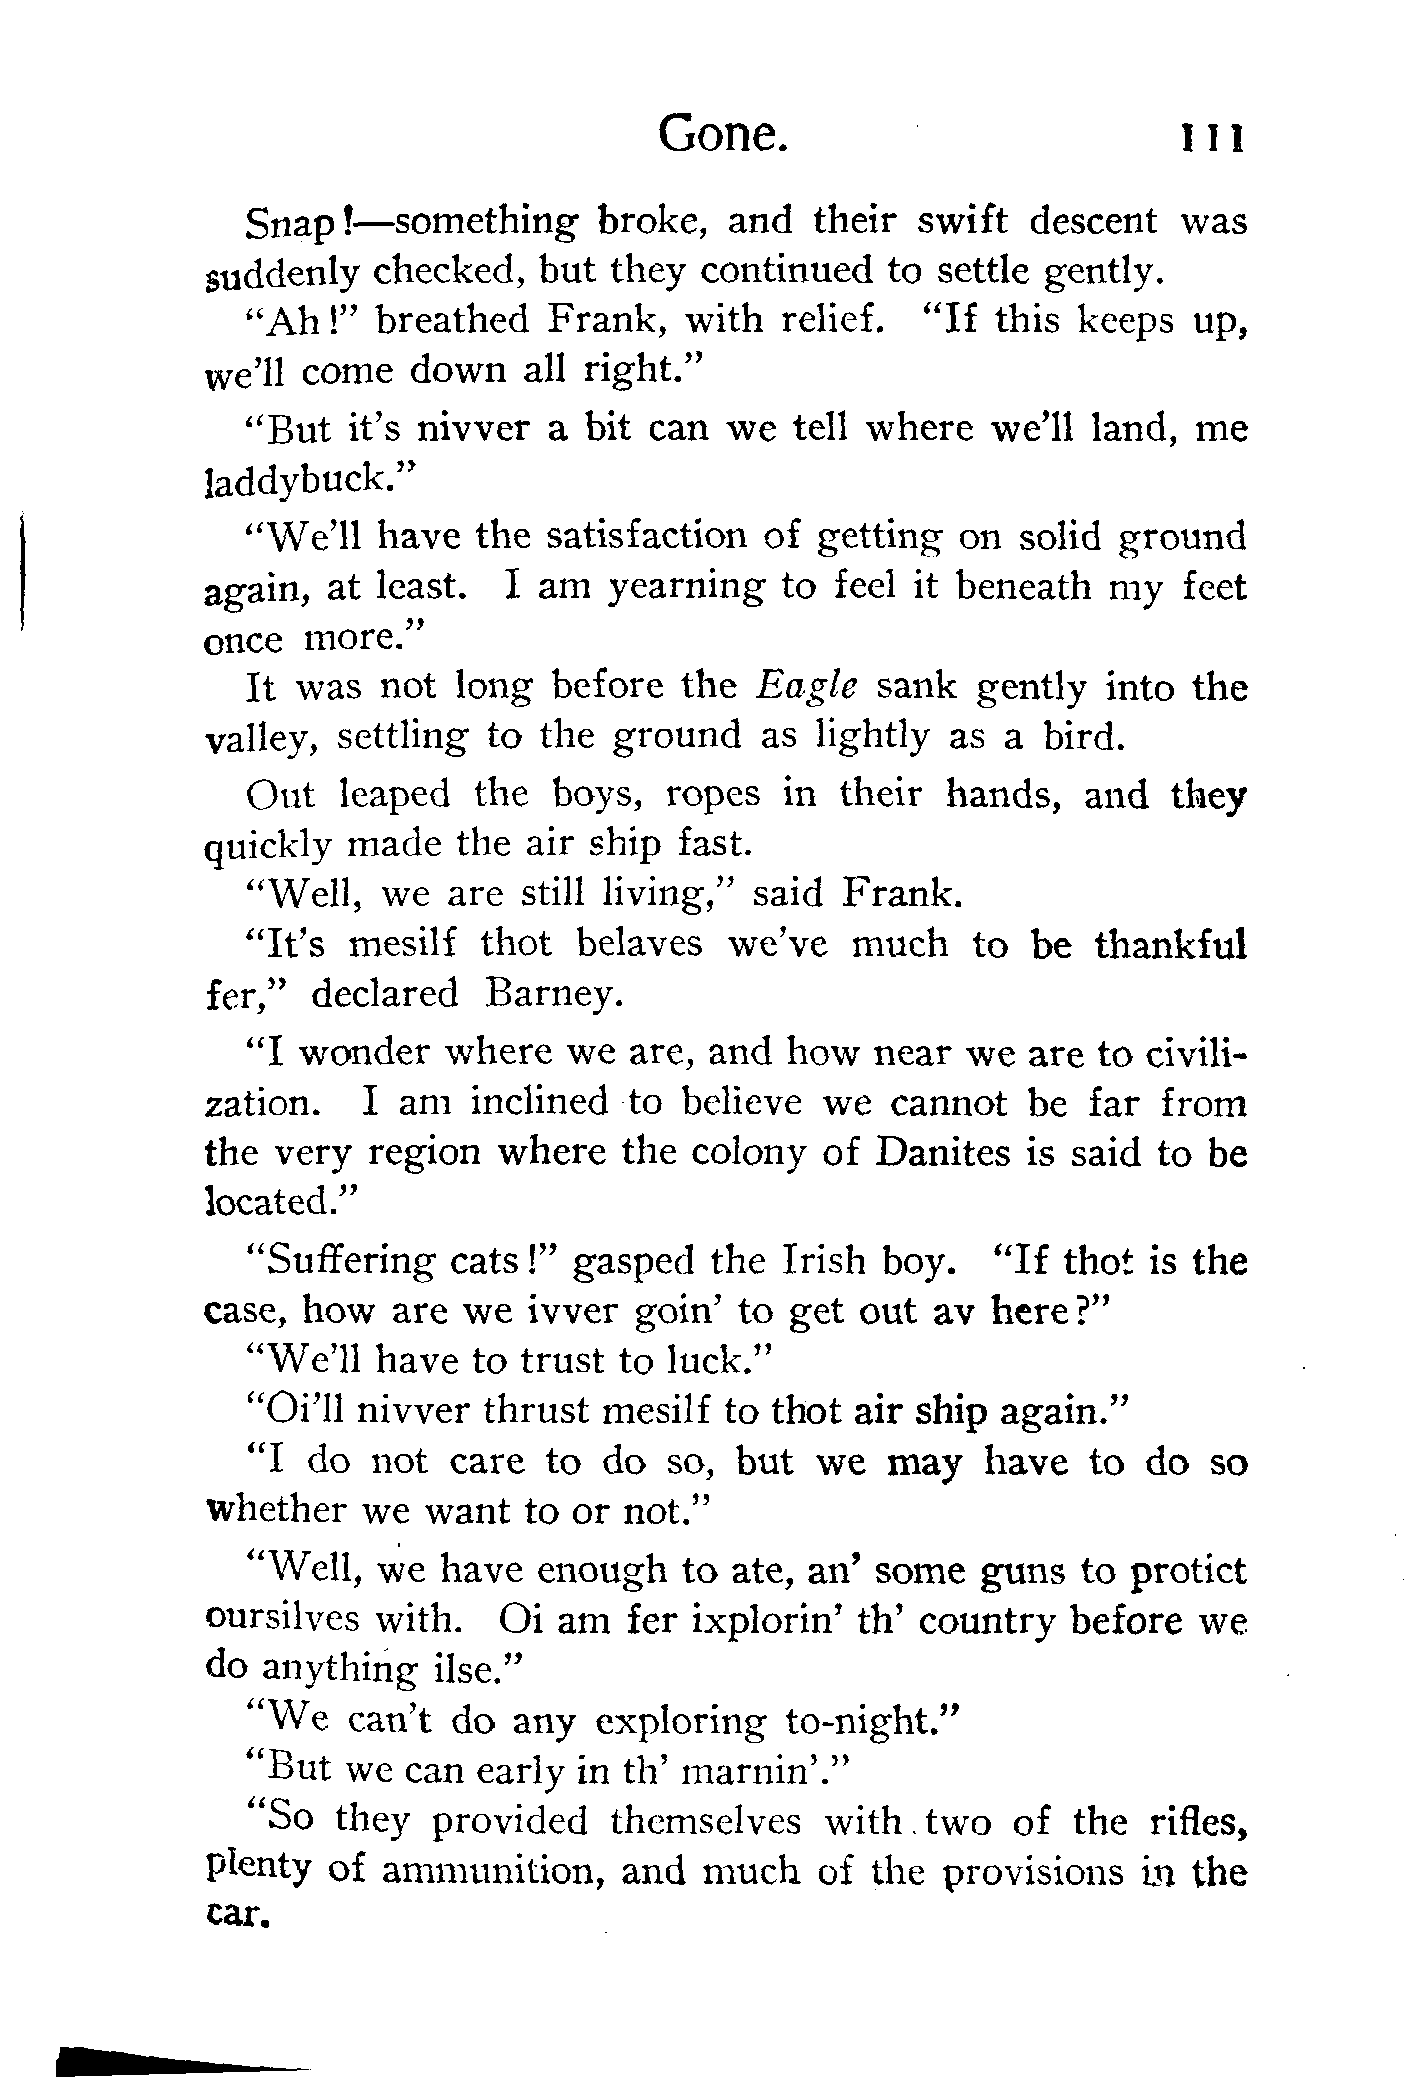 Gone. 111
Snap!—something broke, and their swift descent was
suddenly checked, but they continued to settle gently.
“Ah!” breathed Frank, with relief. “If this keeps up,
we’ll come down all right.”
“But it’s nivver a bit can we tell where we’ll land, me
laddybuck.”
“We’ll have the satisfaction of getting on solid ground
again, at least. I am yearning to feel it beneath my feet
once more.”
It was not long before the Eagle sank gently into the
valley, settling to the ground as lightly as a bird.
Out leaped the boys, ropes in their hands, and they
quickly made the air ship fast.
“Well, we are still living,” said Frank.
“It’s mesilf thot belaves we’ve much to be thankful
fer,” declared Barney.
“I wonder where we are, and how near we are to civili-
zation. I am inclined to believe we cannot be far from
the very region where the colony of Danites is said to be
located.”
“Suffering cats!” gasped the Irish boy. “If thot is the
case, how are we ivver goin’ to get out av here?”
“We’ll have to trust to luck.”
“Oi’ll nivver thrust mesilf to thot air ship again.”
“I do not care to do so, but we may have to do so
whether we want to or not.”
“Well, we have enough to ate, an’ some guns to protict
oursilves with. Oi am fer ixplorin’ th’ country before we
do anything ilse.”
“We can’t do any exploring to-night.”
“But we can early in th’ marnin’.”
“So they provided themselves with two of the rifles,
plenty of ammunition, and much of the provisions in the
car.